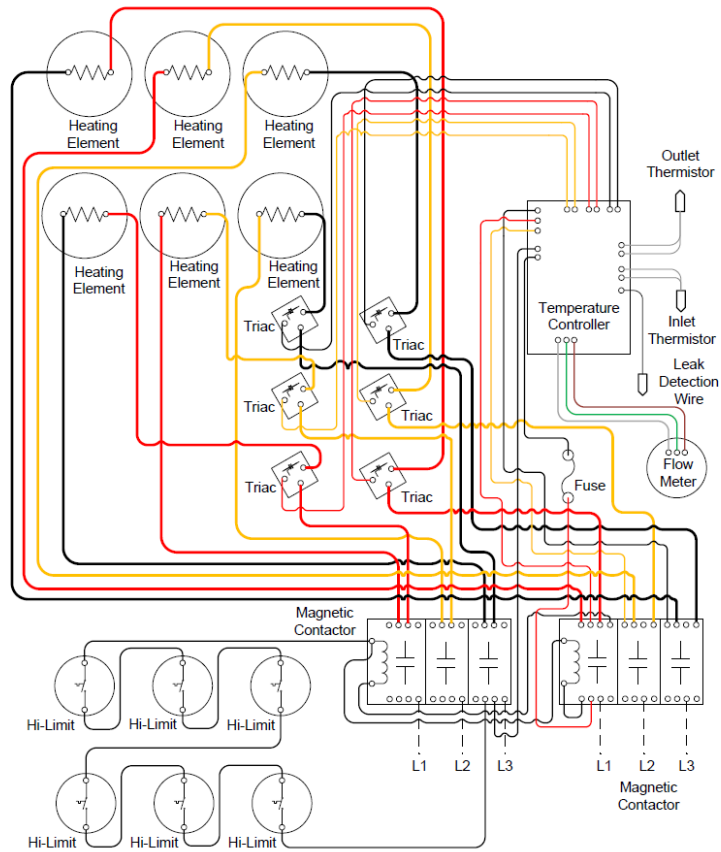 Heating
Element
Heating
Element
Heating
Element
Outlet
Thermistor
Heating
Element
Heating
Element
Heating
Element
Triac
Triac
Temperature
Controller
Inlet
Thermistor
Leak
Detection
Wire
Triac
Triac
Flow
Meter
Fuse
Triac
Triac
Magnetic
Contactor
Hi-Limit
Hi-Limit
Hi-Limit
L1
L2
L3
L1
L2
L3
Magnetic
Contactor
Hi-Limit
Hi-Limit
Hi-Limit